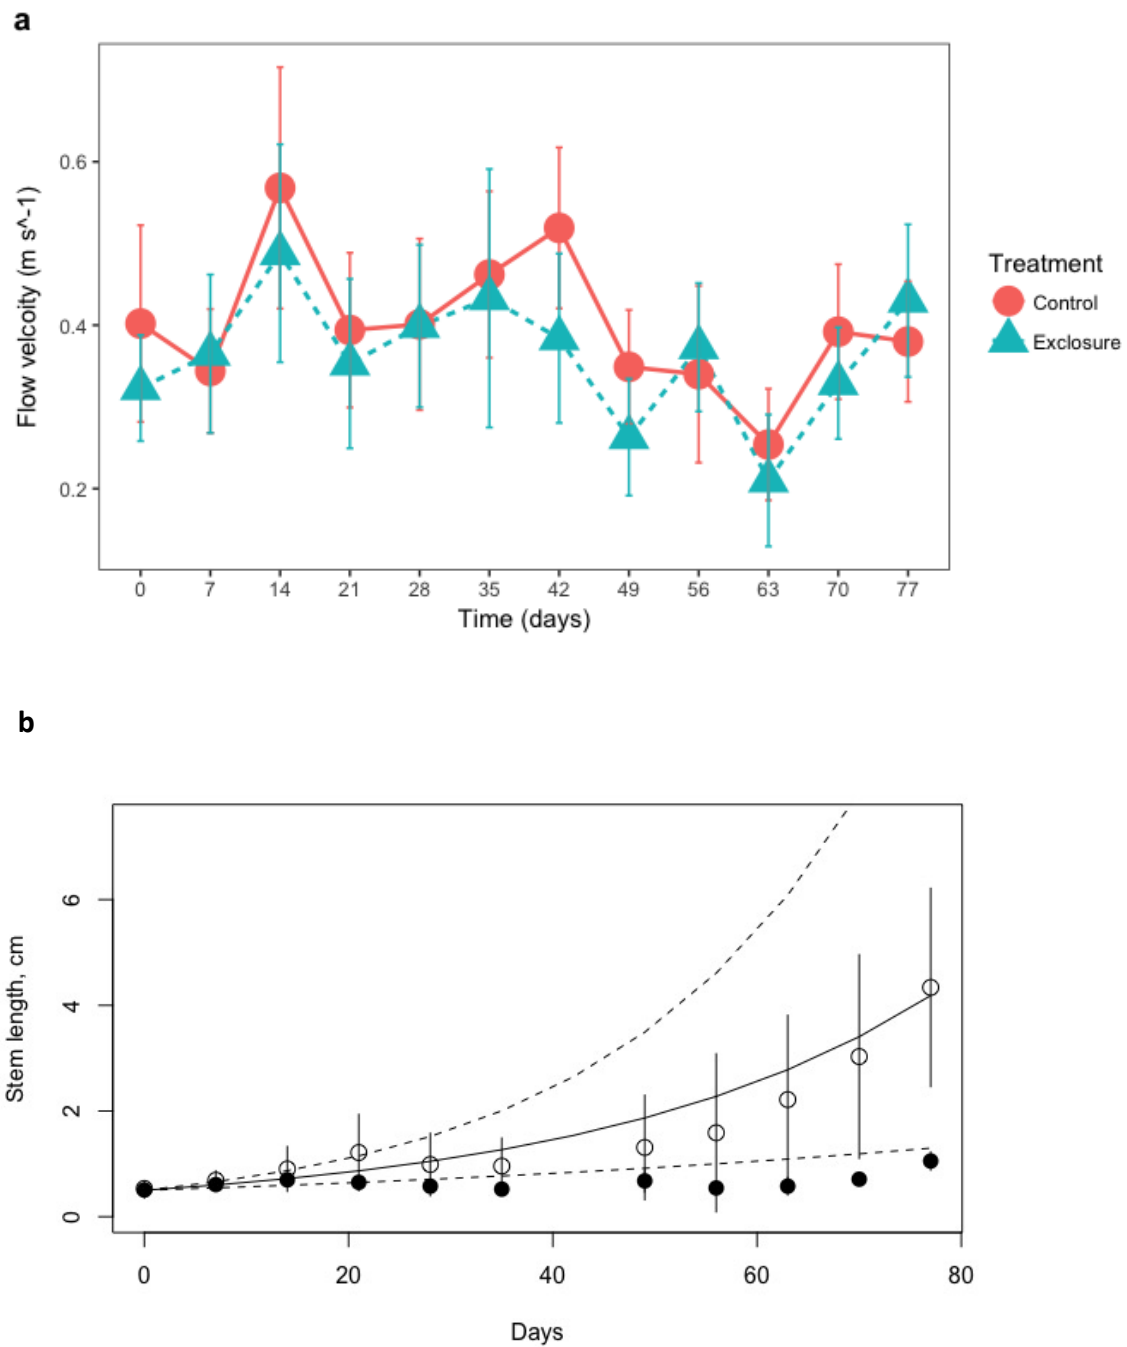 a
Flow velcoity (m s^-1)
0.6
0.4
0.2
0 7 14 21 28 35 42 49 56 63 70 77
Time (days)
Treatment
Control
Exclosure
b
Stem length, cm
6
4
2
0
0 20 40 60 80
Days